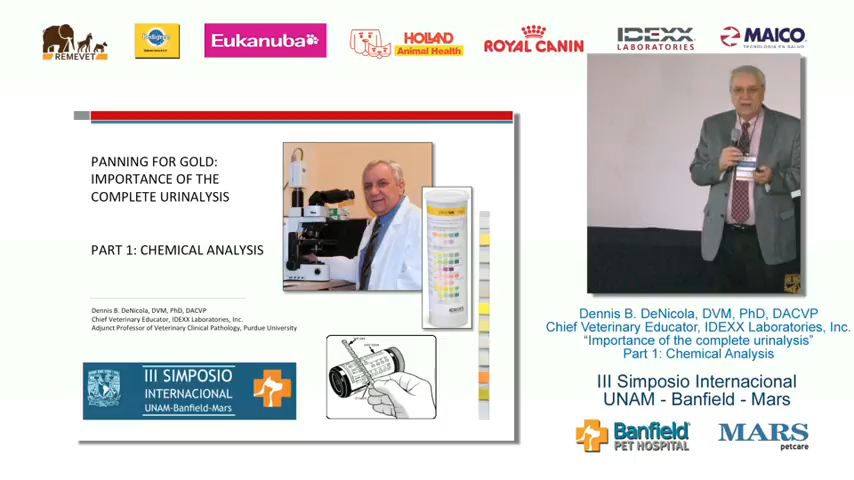 REMEVET
Pedigree
Eukanuba
HOLLAND
Animal Health
ROYAL CANIN
IDEXX
LABORATORIES
MAICO
TECNOLOGÍA EN SALUD
PANNING FOR GOLD:
IMPORTANCE OF THE
COMPLETE URINALYSIS
PART 1: CHEMICAL ANALYSIS
Dennis B. DeNicola, DVM, PhD, DACVP
Chief Veterinary Educator, IDEXX Laboratories, Inc.
Adjunct Professor of Veterinary Clinical Pathology, Purdue University
III SIMPOSIO
INTERNACIONAL
UNAM-Banfield-Mars
Dennis B. DeNicola, DVM, PhD, DACVP
Chief Veterinary Educator, IDEXX Laboratories, Inc.
“Importance of the complete urinalysis”
Part 1: Chemical Analysis
III Simposio Internacional
UNAM - Banfield - Mars
Banfield
PET HOSPITAL
MARS
petcare